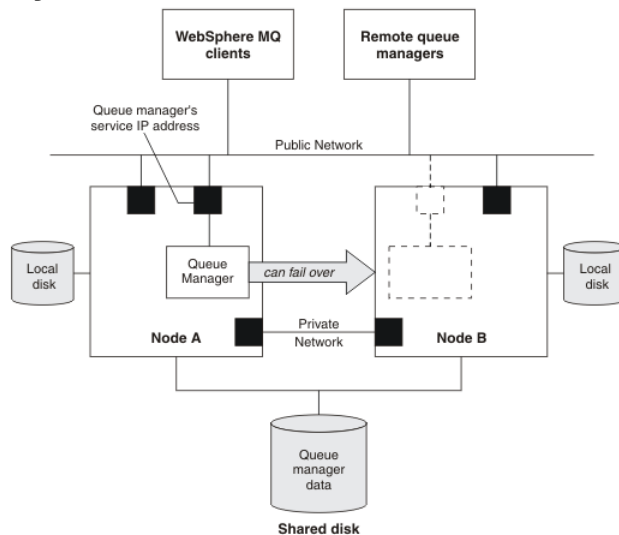 WebSphere MQ
clients
Remote queue
managers
Queue manager's
service IP address
Public Network
Local
disk
Queue
Manager
can fail over
Local
disk
Node A
Private
Network
Node B
Queue
manager
data
Shared disk